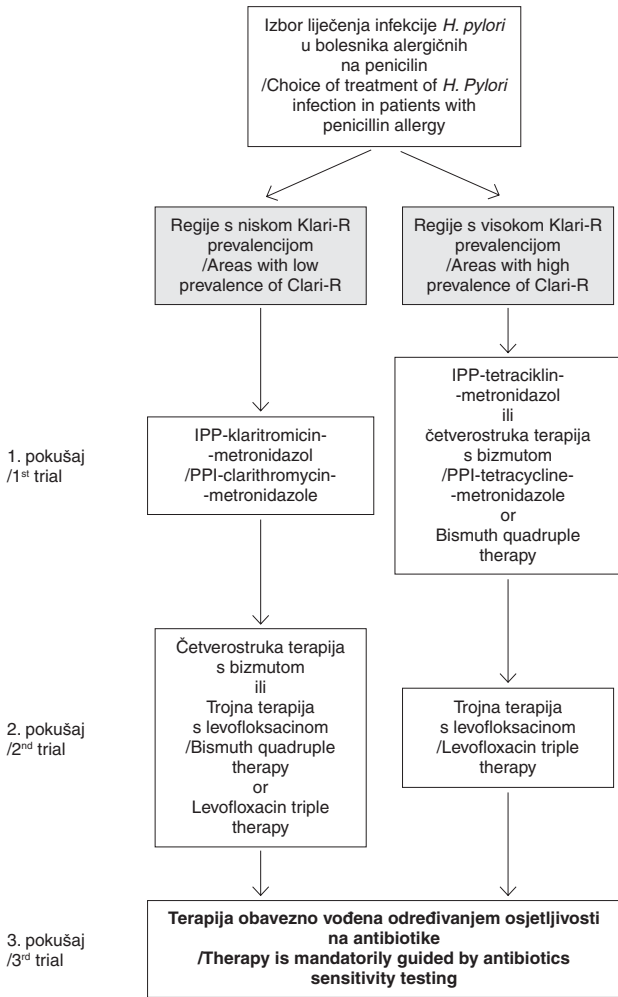 Izbor liječenja infekcije H. pylori
u bolesnika alergičnih
na penicilin
/Choice of treatment of H. Pylori
infection in patients with
penicillin allergy
Regije s niskom Klari-R
prevalencijom
/Areas with low
prevalence of Clari-R
Regije s visokom Klari-R
prevalencijom
/Areas with high
prevalence of Clari-R
1. pokušaj
/1st trial
IPP-klaritromicin-
-metronidazol
/PPI-clarithromycin-
-metronidazole
IPP-tetraciklin-
-metronidazol
ili
četverostruka terapija
s bizmutom
/PPI-tetracycline-
-metronidazole
or
Bismuth quadruple
therapy
2. pokušaj
/2nd trial
Četverostruka terapija
s bizmutom
ili
Trojna terapija
s levofloksacinom
/Bismuth quadruple
therapy
or
Levofloxacin triple
therapy
Trojna terapija
s levofloksacinom
/Levofloxacin triple
therapy
3. pokušaj
/3rd trial
Terapija obavezno vođena određivanjem osjetljivosti
na antibiotike
/Therapy is mandatorily guided by antibiotics
sensitivity testing